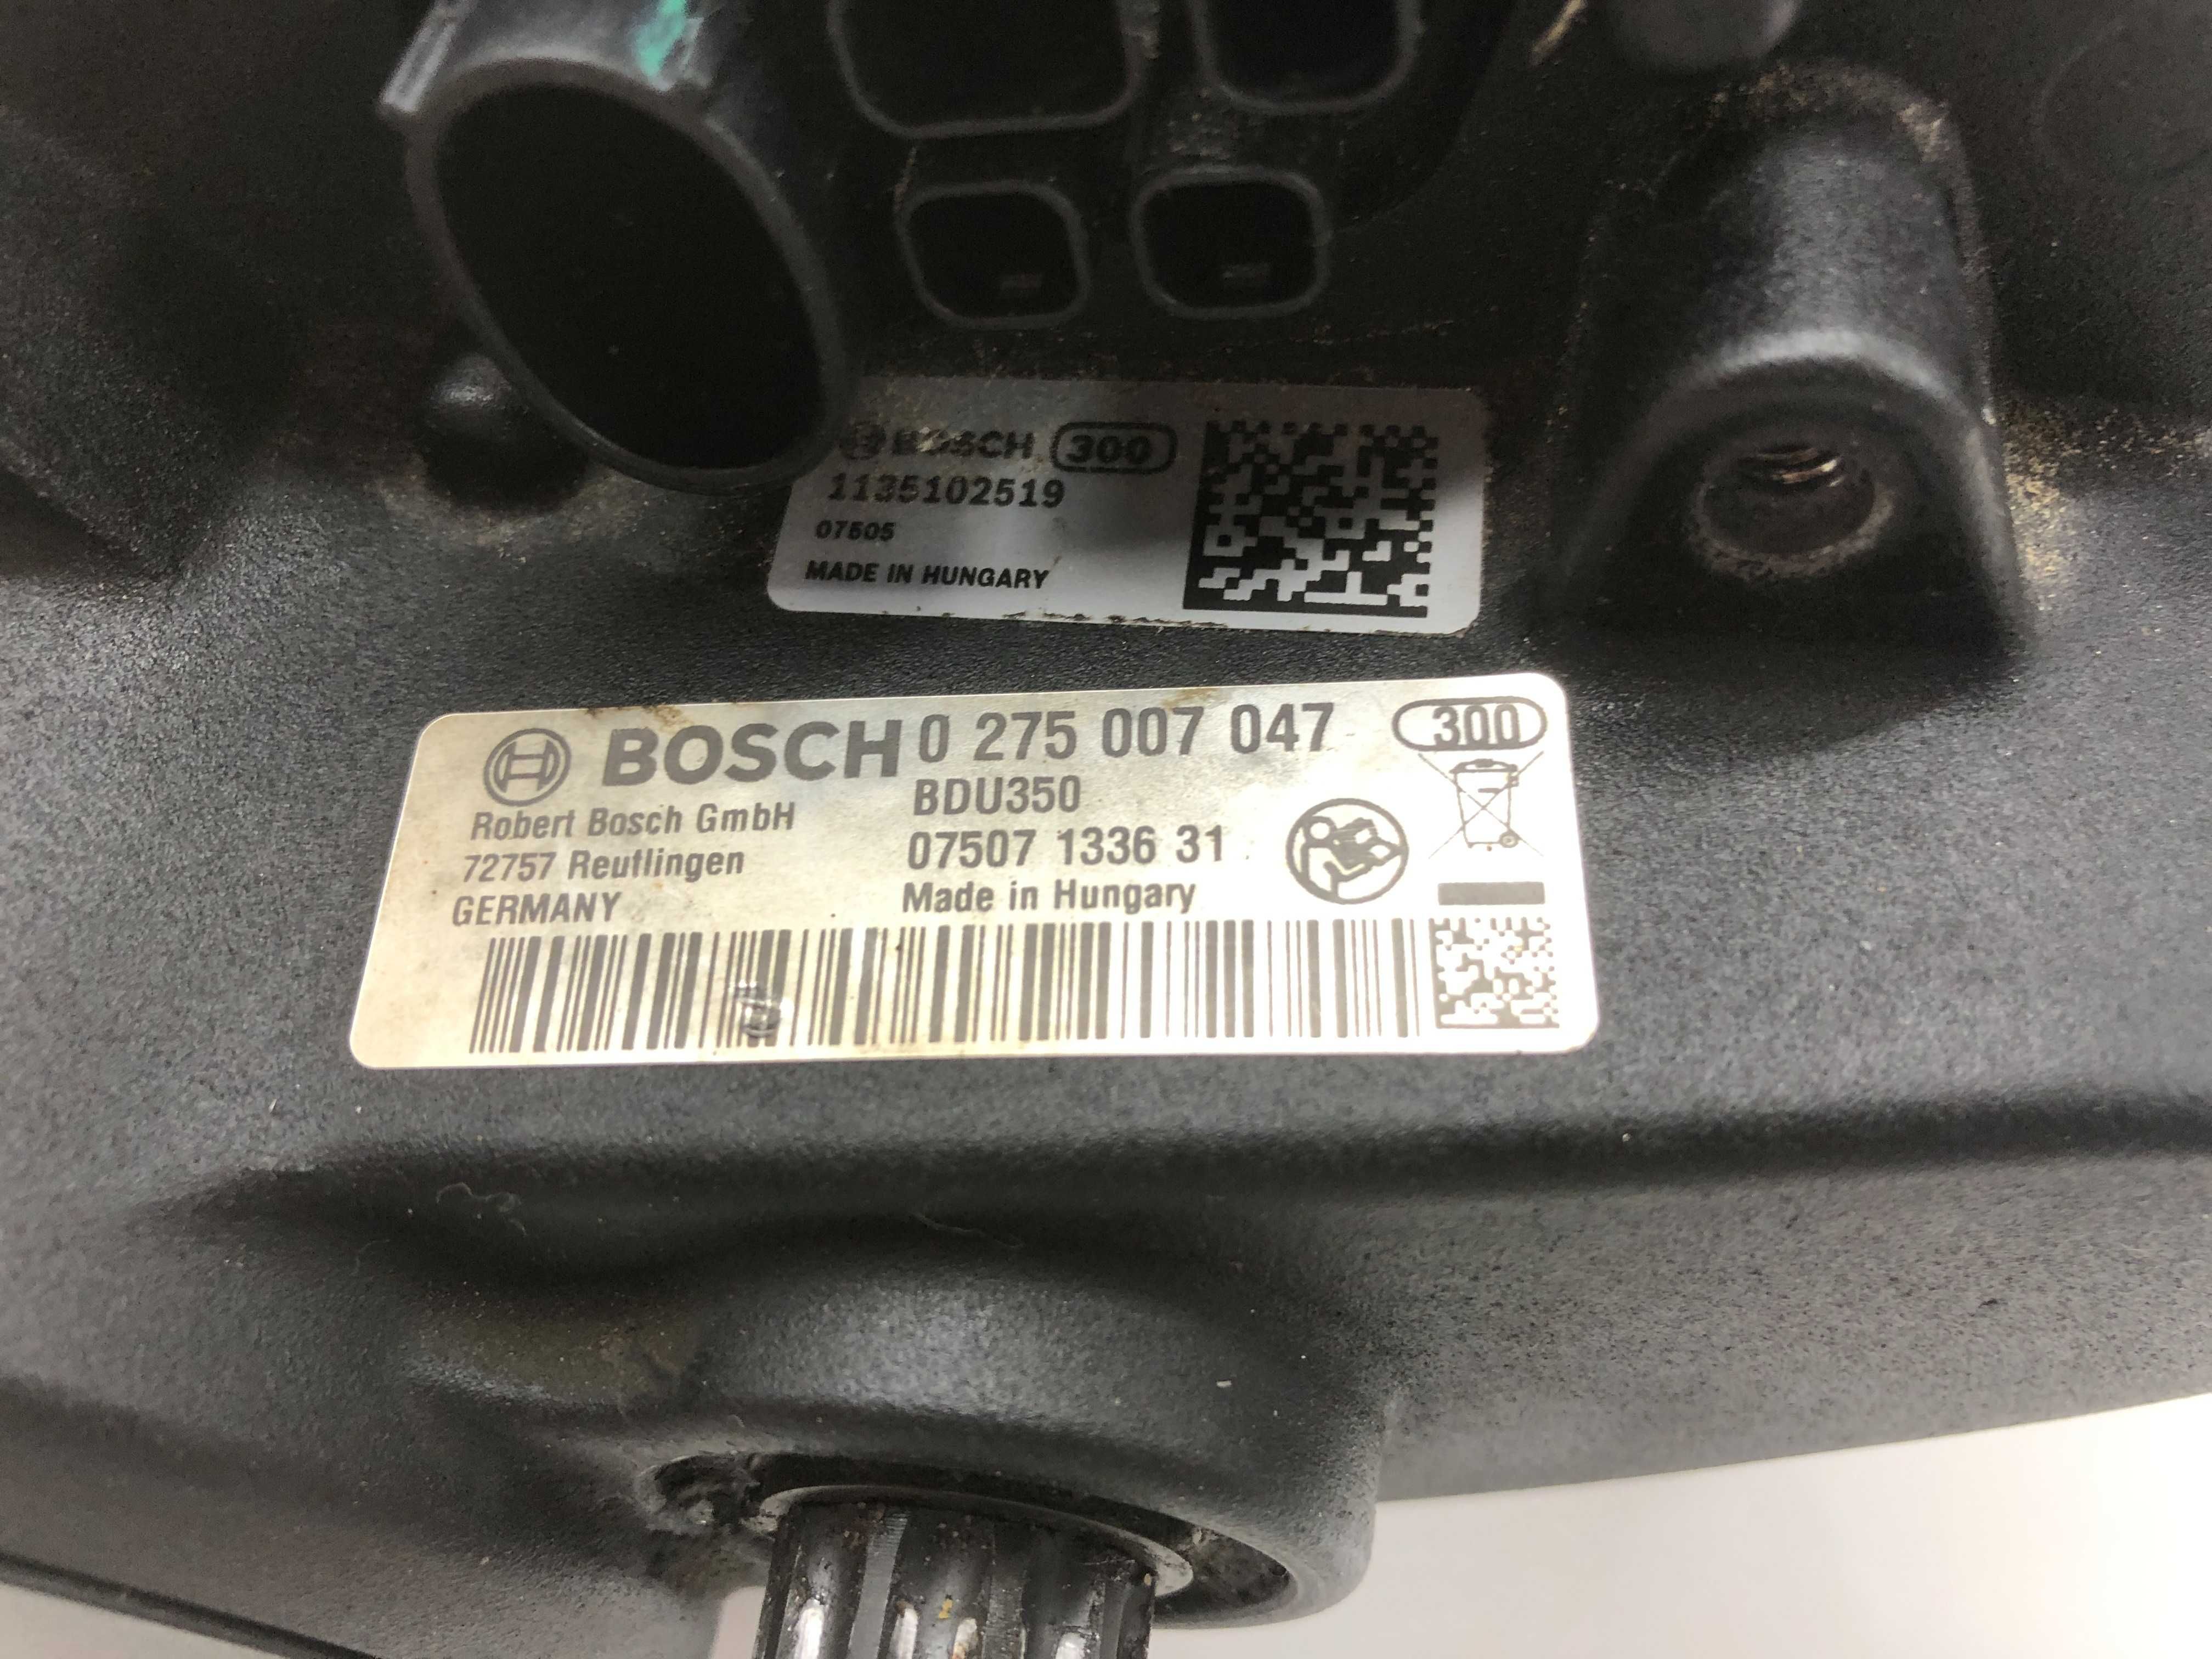 BOSCH 300
1135102519
07505
MADE IN HUNGARY
BOSCH 0 275 007 047 300
Robert Bosch GmbH BDU350
72757 Reutlingen 07507 1336 31
GERMANY Made in Hungary